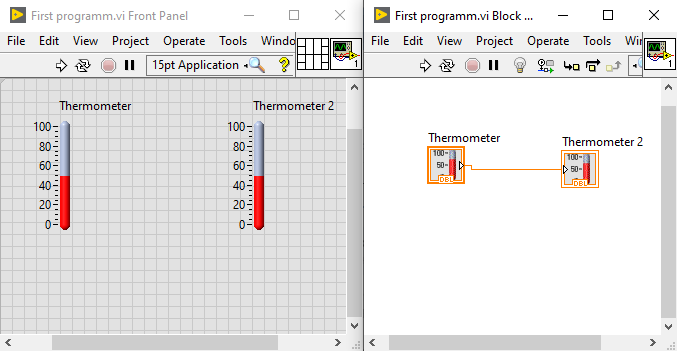 First programm.vi Front Panel
File Edit View Project Operate Tools Windo
15pt Application
?
1
Thermometer
100
80
60
40
20
0
Thermometer 2
100
80
60
40
20
0
First programm.vi Block ...
File Edit View Project Operate Tools
1
Thermometer
100
50
DBL
Thermometer 2
100
50
DBL